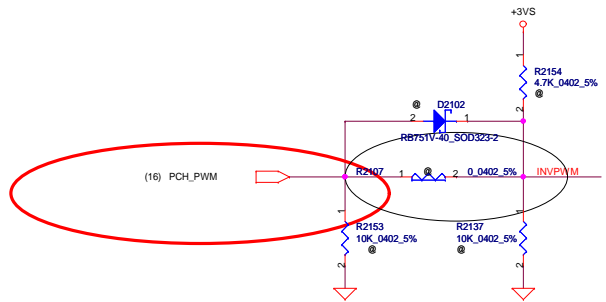 +3VS
1
R2154
4.7K_0402_5%
@
2
@
D2102
2
1
RB751V-40_SOD323-2
(16) PCH_PWM
R2107
1
@
2
0_0402_5%
INVPWM
1
R2153
10K_0402_5%
@
2
1
R2137
10K_0402_5%
@
2